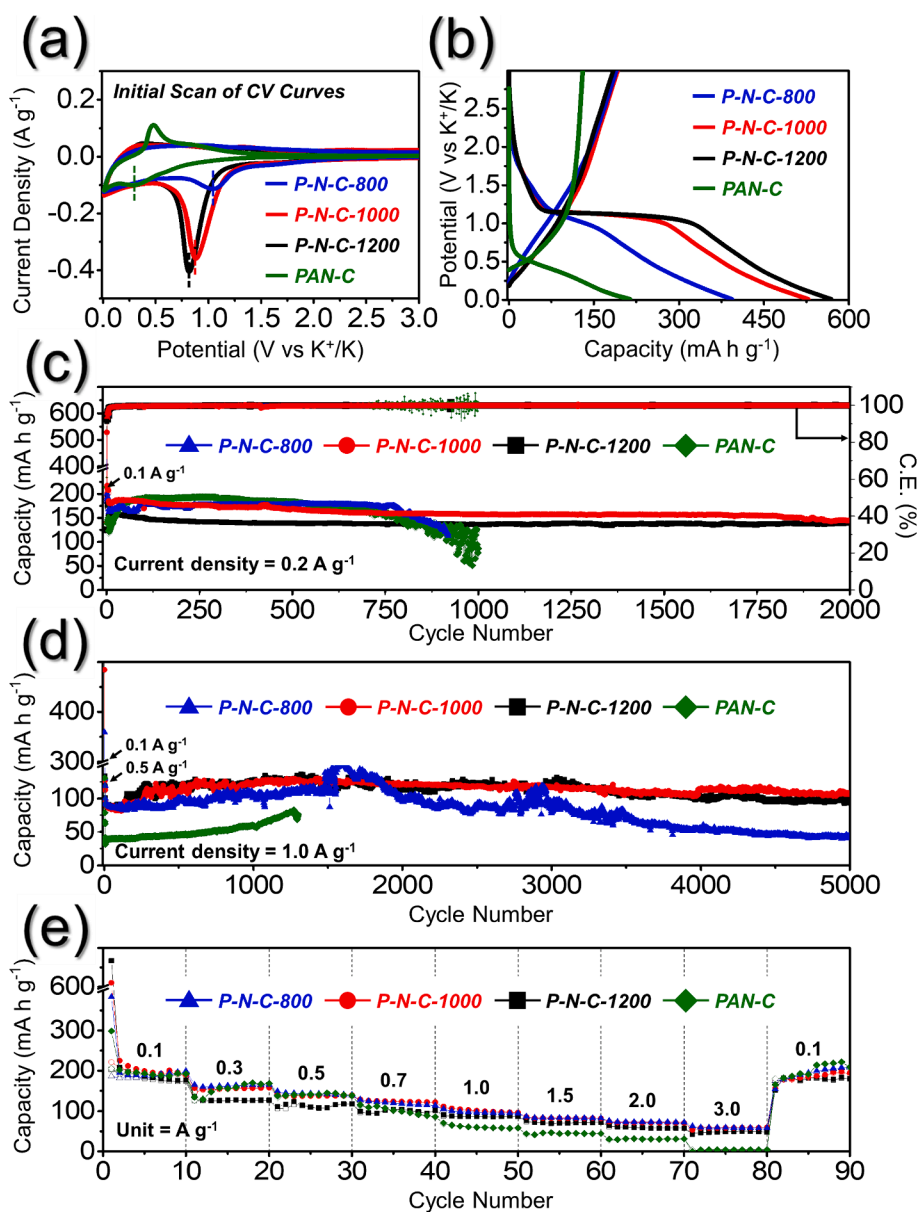 (a)
Initial Scan of CV Curves
P-N-C-800
P-N-C-1000
P-N-C-1200
PAN-C
Current Density (A g⁻¹)
0.2
0.0
-0.2
-0.4
0.0 0.5 1.0 1.5 2.0 2.5 3.0
Potential (V vs K⁺/K)
(b)
P-N-C-800
P-N-C-1000
P-N-C-1200
PAN-C
Potential (V vs K⁺/K)
2.5
2.0
1.5
1.0
0.5
0.0
0 150 300 450 600
Capacity (mA h g⁻¹)
(c)
Capacity (mA h g⁻¹)
600
500
400
200
150
100
50
0
P-N-C-800 P-N-C-1000 P-N-C-1200 PAN-C
0.1 A g⁻¹
Current density = 0.2 A g⁻¹
100
80
60
40
20
0
C.E. (%)
0 250 500 750 1000 1250 1500 1750 2000
Cycle Number
(d)
Capacity (mA h g⁻¹)
400
300
100
50
0
P-N-C-800 P-N-C-1000 P-N-C-1200 PAN-C
0.1 A g⁻¹
0.5 A g⁻¹
Current density = 1.0 A g⁻¹
0 1000 2000 3000 4000 5000
Cycle Number
(e)
Capacity (mA h g⁻¹)
600
300
200
100
0
P-N-C-800 P-N-C-1000 P-N-C-1200 PAN-C
0.1 0.3 0.5 0.7 1.0 1.5 2.0 3.0 0.1
Unit = A g⁻¹
0 10 20 30 40 50 60 70 80 90
Cycle Number